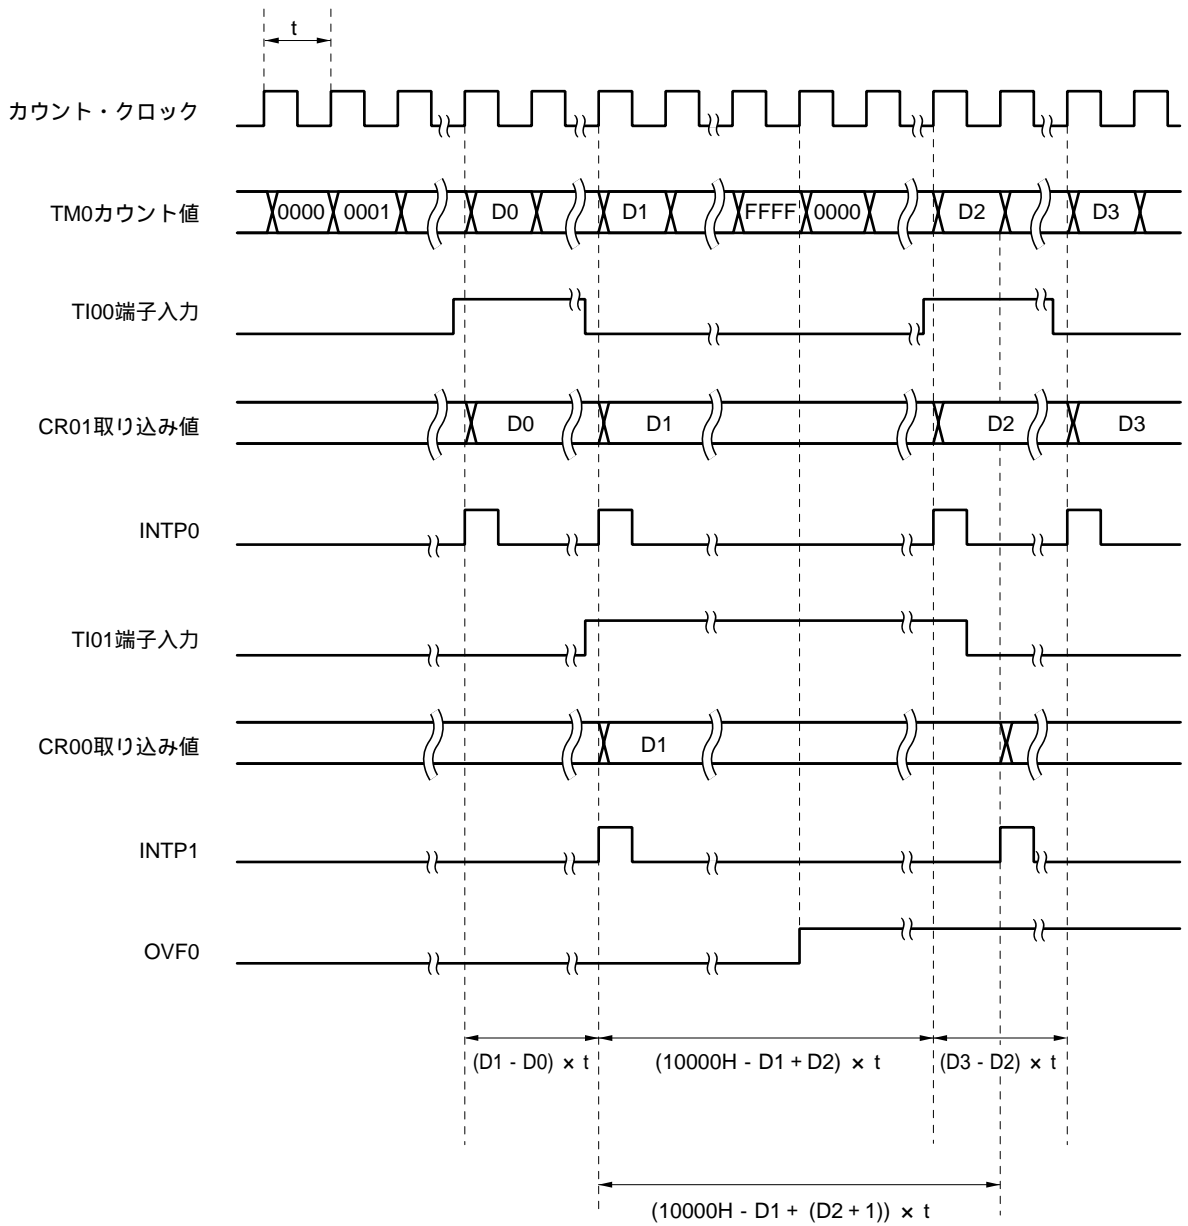 t
カウント・クロック
TM0カウント値
0000 0001 D0 D1 FFFF 0000 D2 D3
TI00端子入力
CR01取り込み値
D0 D1 D2 D3
INTP0
TI01端子入力
CR00取り込み値
D1
INTP1
OVF0
(D1 - D0) × t (10000H - D1 + D2) × t (D3 - D2) × t
(10000H - D1 + (D2 + 1)) × t